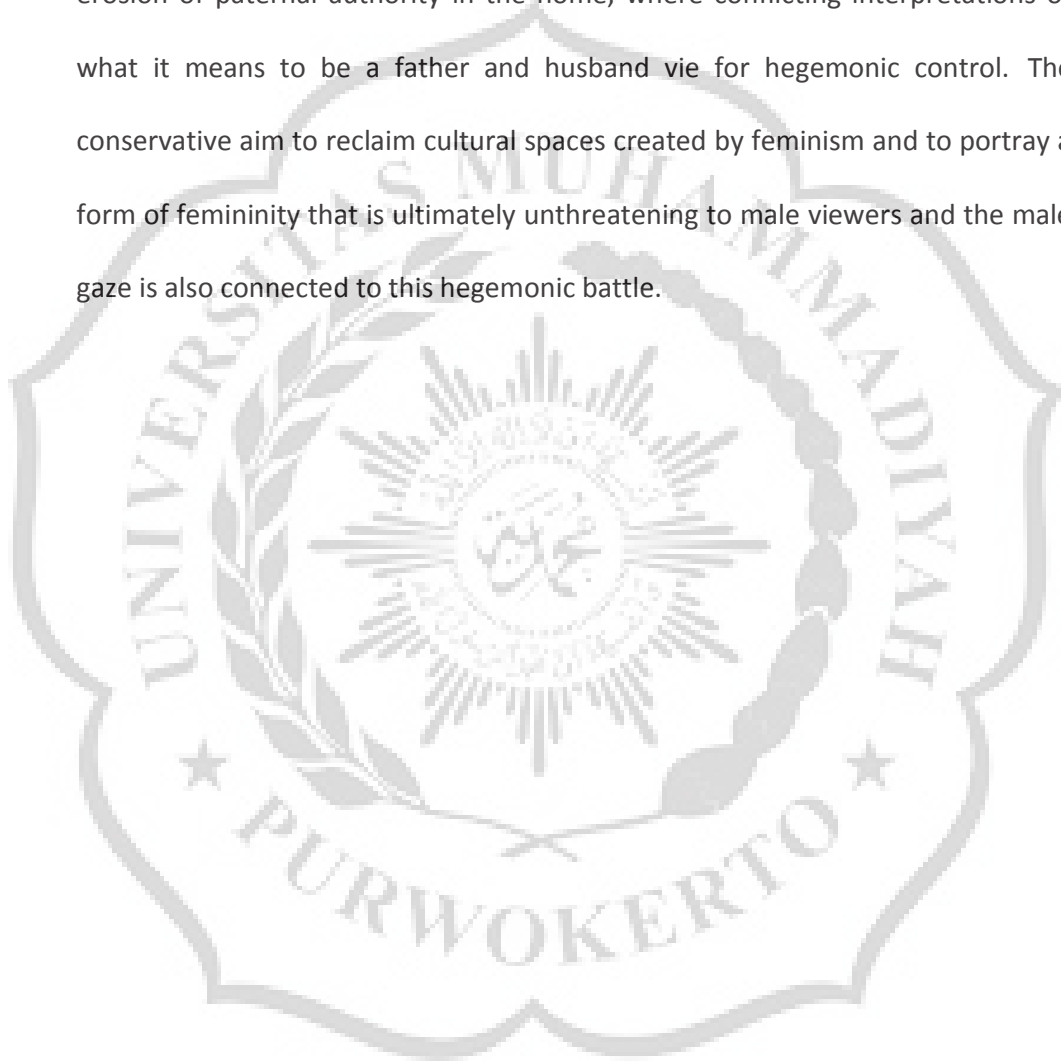 erosion of paternal authority in the home, where conflicting interpretations o
what it means to be a father and husband vie for hegemonic control. The
conservative aim to reclaim cultural spaces created by feminism and to portray a
form of femininity that is ultimately unthreatening to male viewers and the male
gaze is also connected to this hegemonic battle.
UNIVERSITAS MUHAMMADIYAH
PURWOKERTO